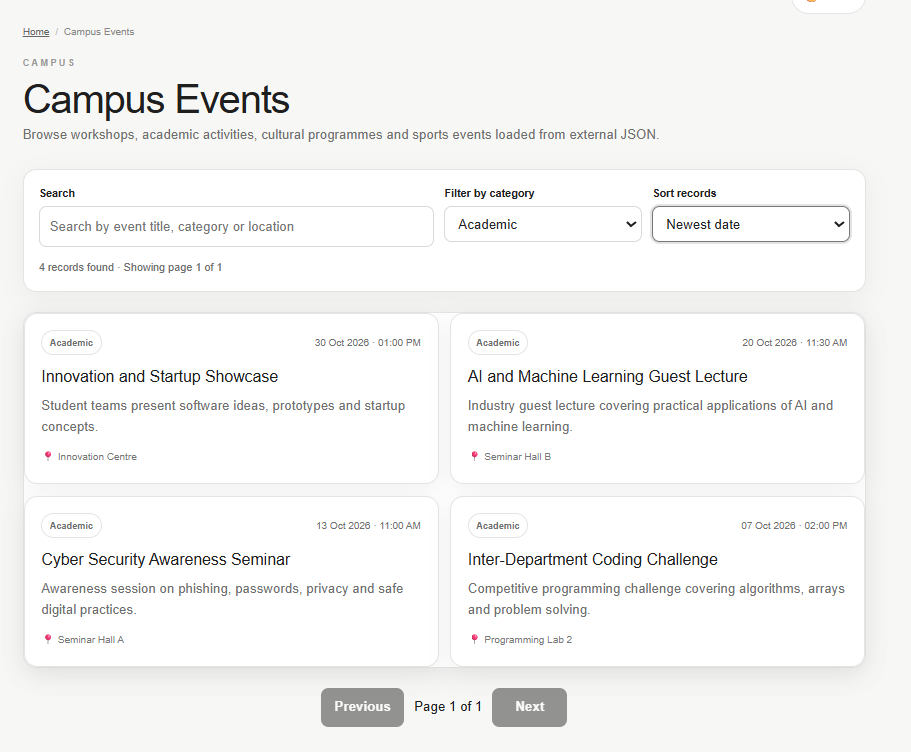 Home / Campus Events
CAMPUS
Campus Events
Browse workshops, academic activities, cultural programmes and sports events loaded from external JSON.
Search
Filter by category
Sort records
Search by event title, category or location
Academic
Newest date
4 records found · Showing page 1 of 1
Academic
30 Oct 2026 · 01:00 PM
Innovation and Startup Showcase
Student teams present software ideas, prototypes and startup
concepts.
Innovation Centre
Academic
20 Oct 2026 · 11:30 AM
AI and Machine Learning Guest Lecture
Industry guest lecture covering practical applications of AI and
machine learning.
Seminar Hall B
Academic
13 Oct 2026 · 11:00 AM
Cyber Security Awareness Seminar
Awareness session on phishing, passwords, privacy and safe
digital practices.
Seminar Hall A
Academic
07 Oct 2026 · 02:00 PM
Inter-Department Coding Challenge
Competitive programming challenge covering algorithms, arrays
and problem solving.
Programming Lab 2
Previous
Page 1 of 1
Next